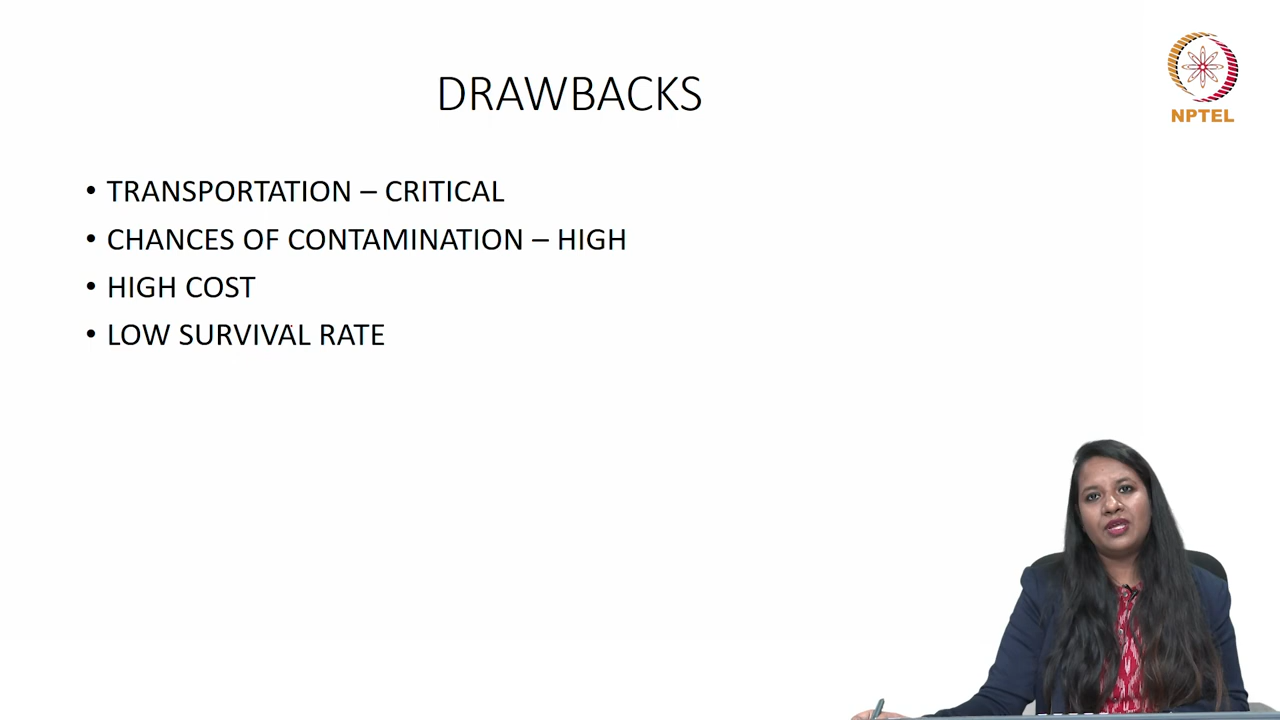 DRAWBACKS
NPTEL
• TRANSPORTATION – CRITICAL
• CHANCES OF CONTAMINATION – HIGH
• HIGH COST
• LOW SURVIVAL RATE